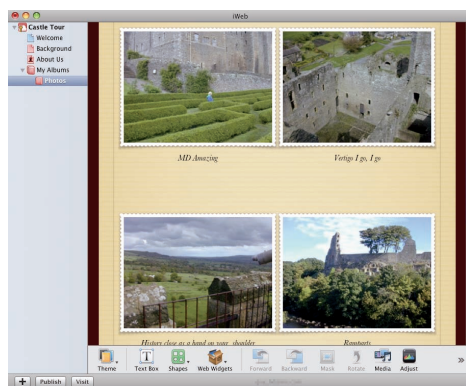 iWeb
Castle Tour
Welcome
Background
About Us
My Albums
Photos
MD Amazing
Vertigo I go, I go
History close as a hand on your shoulder
Ramparts
Theme
Text Box
Shapes
Web Widgets
Forward
Backward
Mask
Rotate
Media
Adjust
»
Publish
Visit